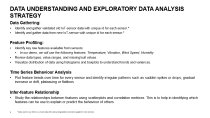 DATA UNDERSTANDING AND EXPLORATORY DATA ANALYSIS
STRATEGY
Data Gathering:
• Identify and gather validated all IoT sensor data with unique id for each sensor *
• Identify and gather data from new IoT sensors with unique id for each sensor *
Feature Profiling:
• Identify key raw features available from sensors
• In our demo, we will use the following features: Temperature, Vibration, Wind Speed, Humidity
• Review data types, value ranges, and missing/null values
• Visualize distribution of data using histograms and boxplots to understand trends and variances
Time Series Behaviour Analysis
• Plot feature trends over time for every sensor and identify irregular patterns such as sudden spikes or drops, gradual
increase or drift, plateauing or flatlines
Inter-Feature Relationship
• Study the relationships between features using scatterplots and correlation matrices. This is to help in identifying which
features can be use to explain or predict the behaviour of others